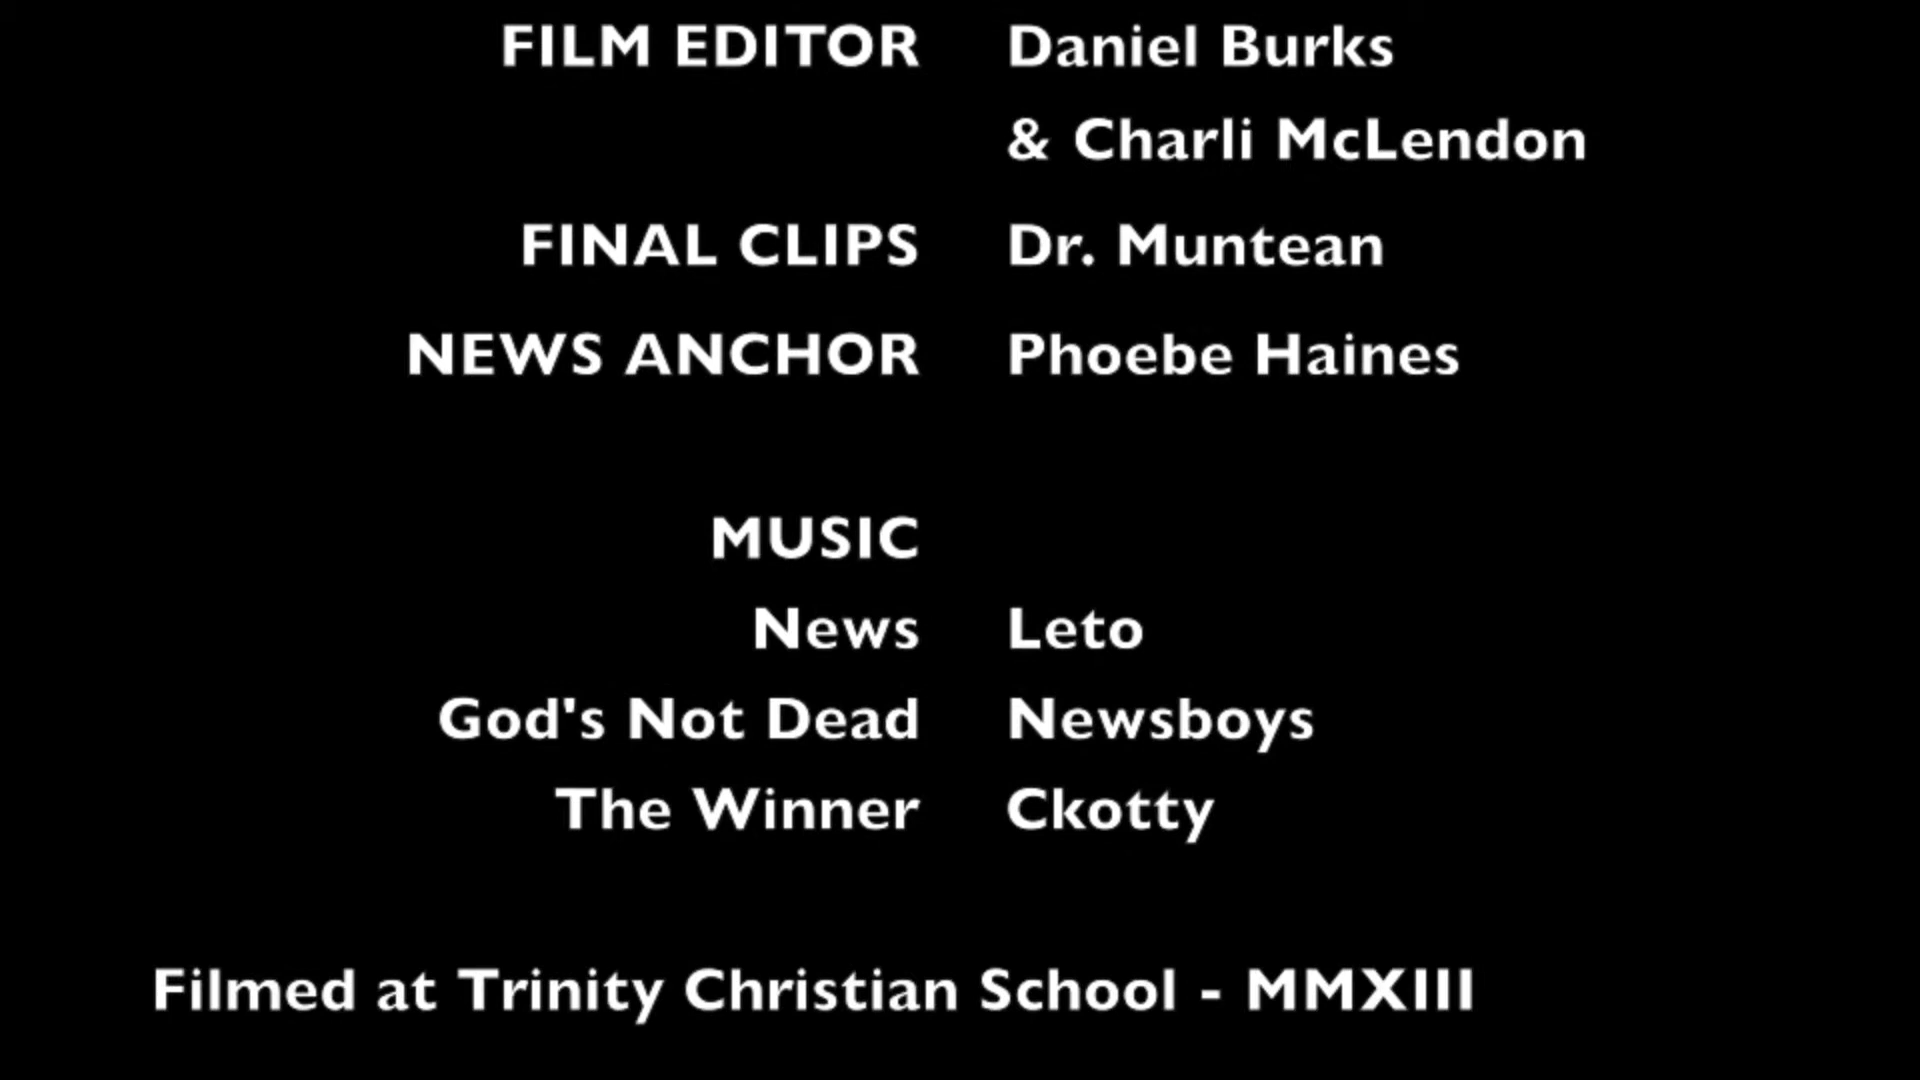 FILM EDITOR Daniel Burks
& Charli McLendon
FINAL CLIPS Dr. Muntean
NEWS ANCHOR Phoebe Haines
MUSIC
News Leto
God's Not Dead Newsboys
The Winner Ckotty
Filmed at Trinity Christian School - MMXIII